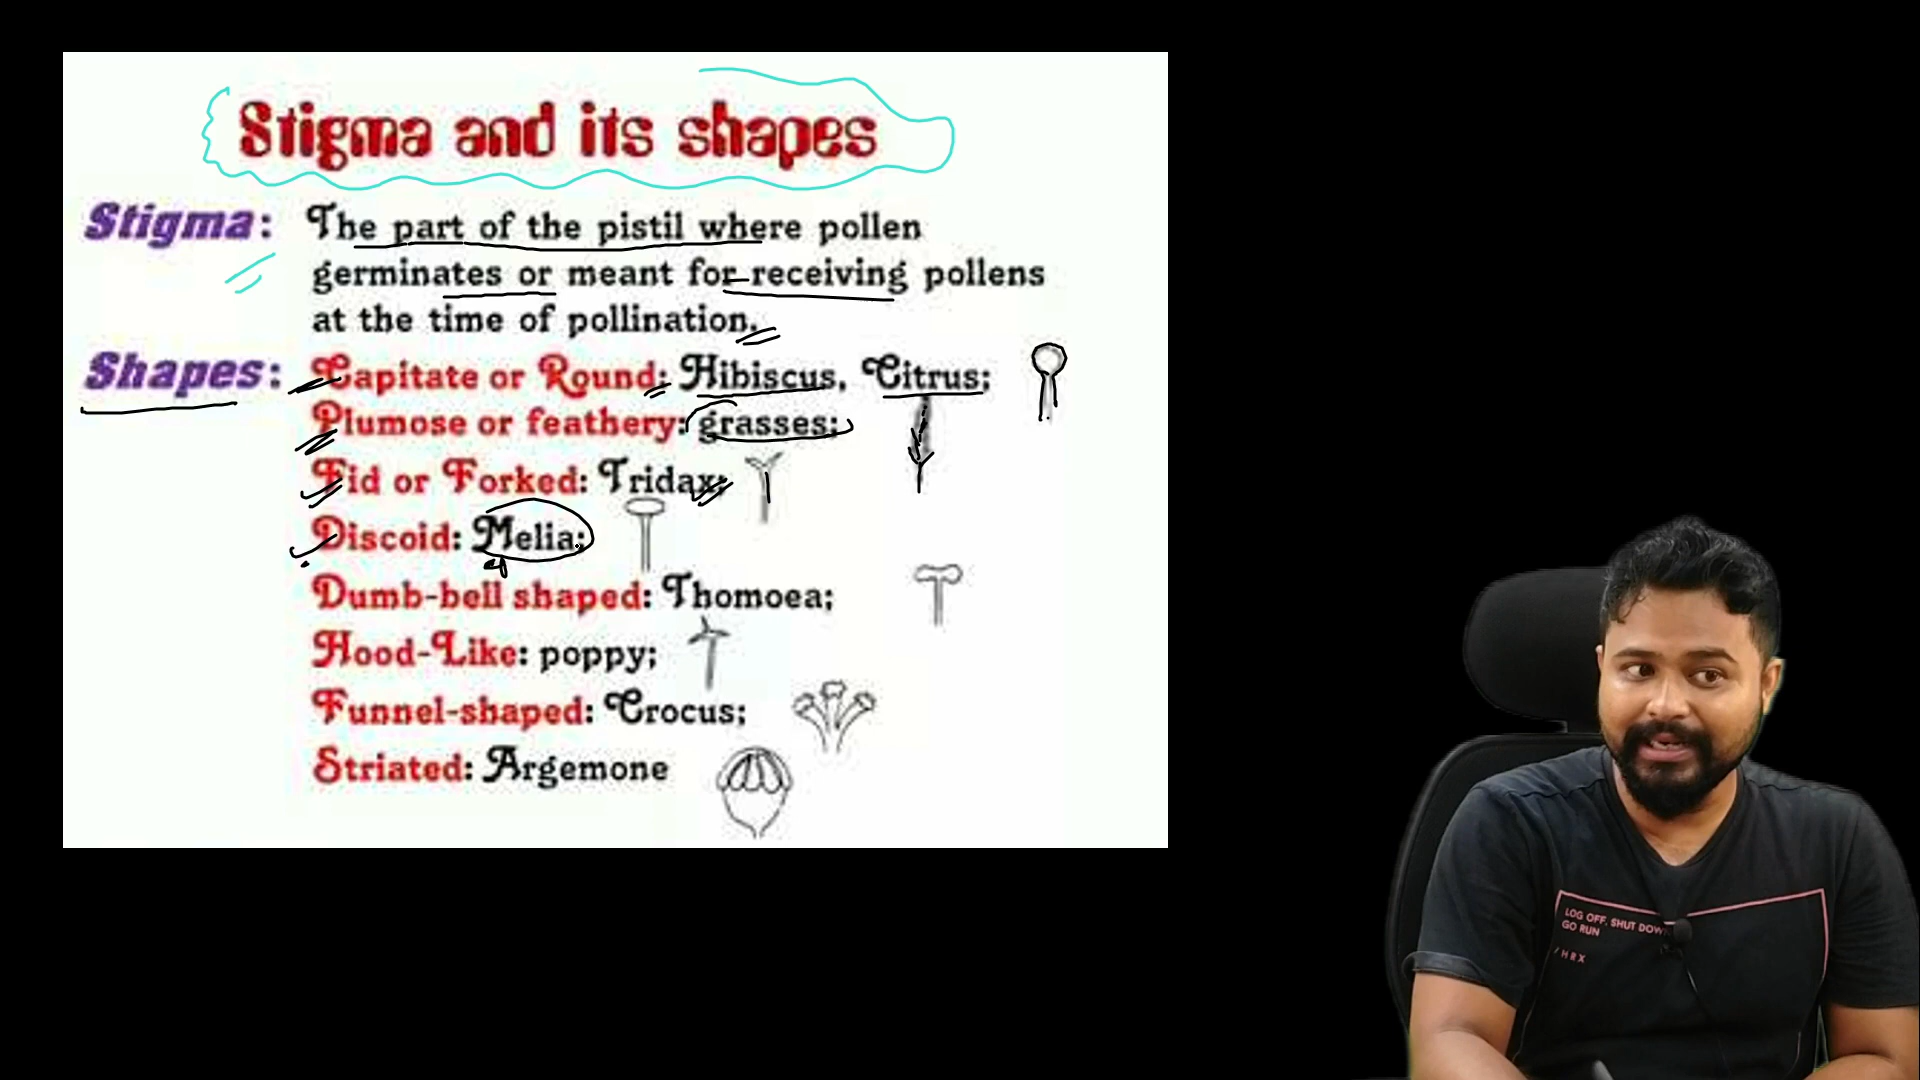 Stigma and its shapes
Stigma: The part of the pistil where pollen
germinates or meant for receiving pollens
at the time of pollination.
Shapes: Capitate or Round: Hibiscus, Citrus;
Plumose or feathery: grasses;
Fid or Forked: Tridax;
Discoid: Melia;
Dumb-bell shaped: Thomoea;
Hood-Like: poppy;
Funnel-shaped: Crocus;
Striated: Argemone
LOG OFF. SHUT DOWN
GO RUN
/HRX